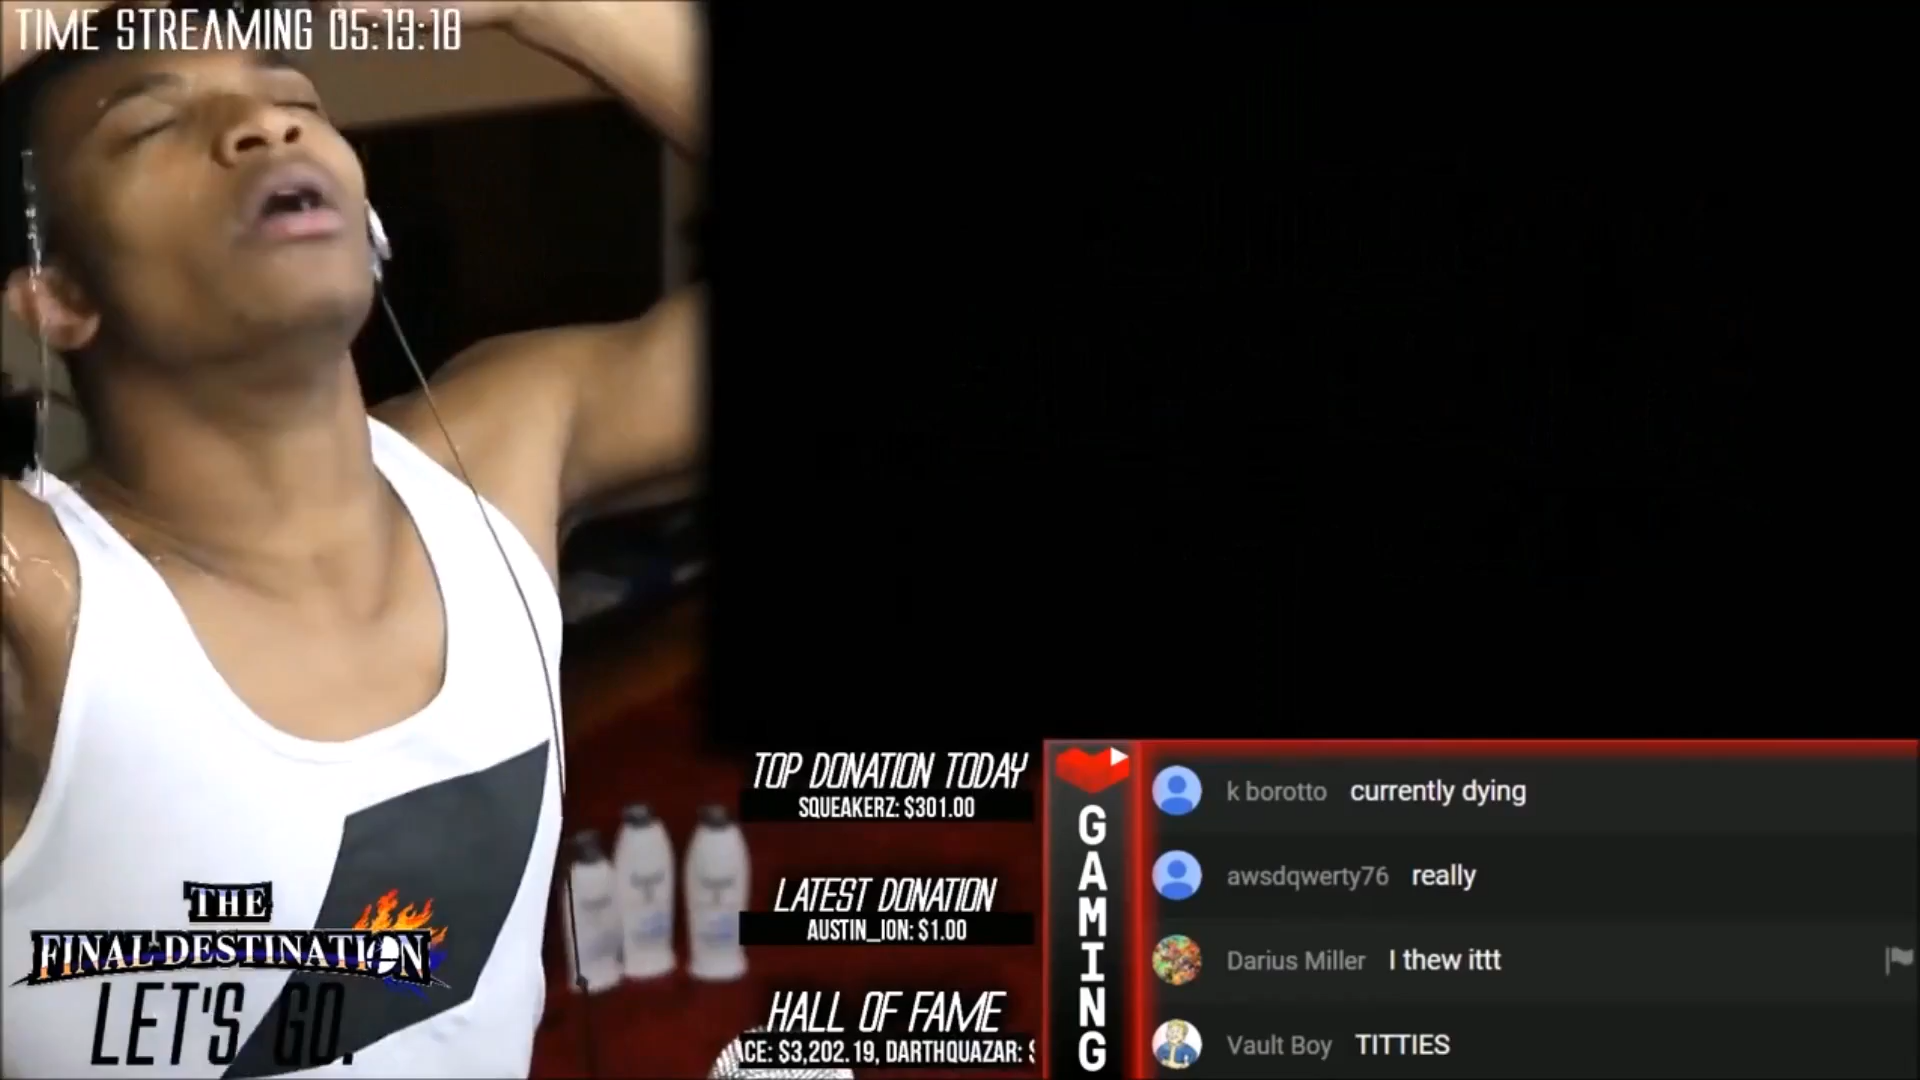 TIME STREAMING 05:13:18
THE
FINAL DESTINATION
LET'S GO.
TOP DONATION TODAY
SQUEAKERZ: $301.00
LATEST DONATION
AUSTIN_ION: $1.00
HALL OF FAME
ACE: $3,202.19, DARTHQUAZAR: $
GAMING
k borotto currently dying
awsdqwerty76 really
Darius Miller I thew ittt
Vault Boy TITTIES